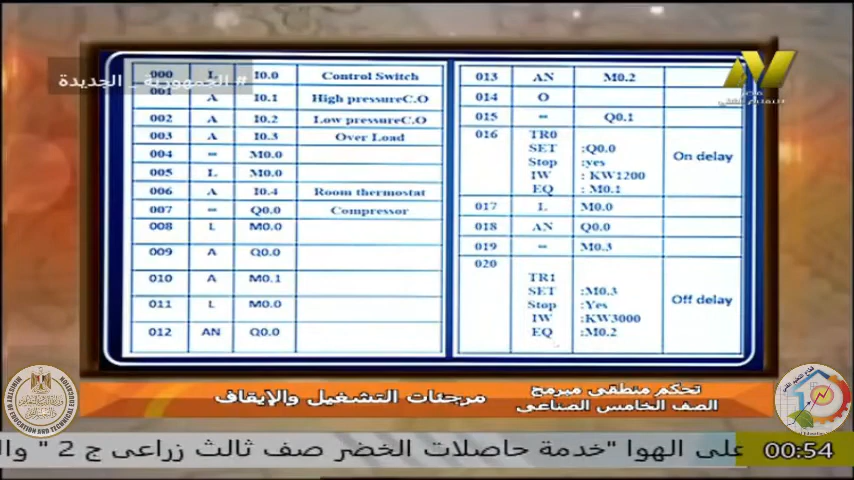 # الجمهورية _ الجديدة
مصر
التعليم الفني
000 L I0.0 Control Switch
001 A I0.1 High pressureC.O
002 A I0.2 Low pressureC.O
003 A I0.3 Over Load
004 = M0.0
005 L M0.0
006 A I0.4 Room thermostat
007 = Q0.0 Compressor
008 L M0.0
009 A Q0.0
010 A M0.1
011 L M0.0
012 AN Q0.0
013 AN M0.2
014 O
015 = Q0.1
016 TR0
SET :Q0.0
Stop :yes
IW : KW1200
EQ : M0.1
On delay
017 L M0.0
018 AN Q0.0
019 = M0.3
020
TR1
SET :M0.3
Stop :Yes
IW :KW3000
EQ :M0.2
Off delay
تحكم منطقى مبرمج
الصف الخامس الصناعى
مرجئات التشغيل والإيقاف
على الهوا "خدمة حاصلات الخضر صف ثالث زراعى ج 2 " وال
00:54